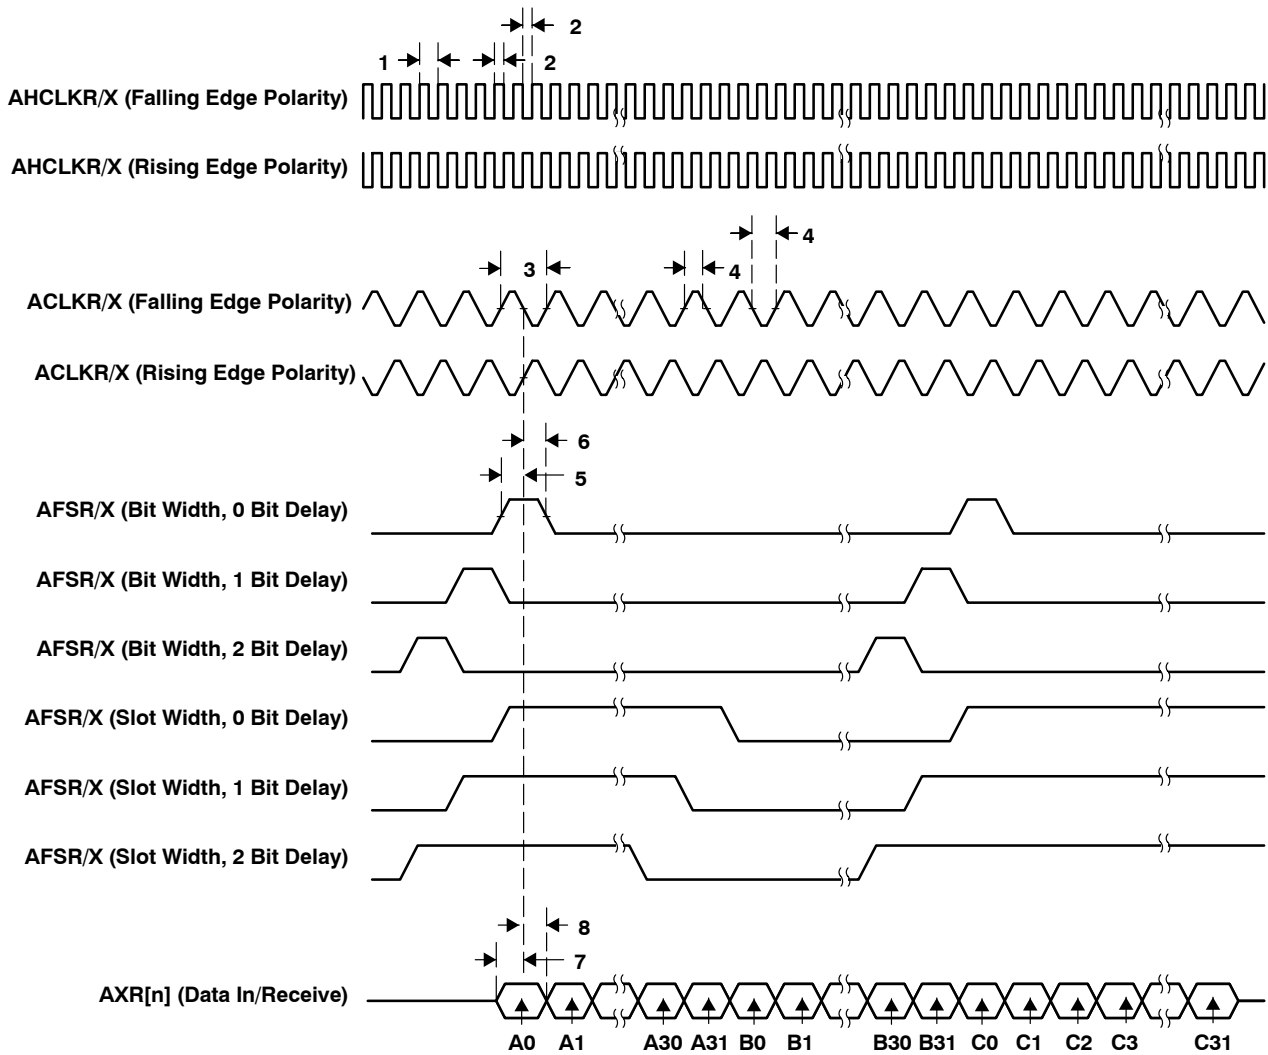 2
1 2
AHCLKR/X (Falling Edge Polarity)
AHCLKR/X (Rising Edge Polarity)
4
3 4
ACLKR/X (Falling Edge Polarity)
ACLKR/X (Rising Edge Polarity)
6
5
AFSR/X (Bit Width, 0 Bit Delay)
AFSR/X (Bit Width, 1 Bit Delay)
AFSR/X (Bit Width, 2 Bit Delay)
AFSR/X (Slot Width, 0 Bit Delay)
AFSR/X (Slot Width, 1 Bit Delay)
AFSR/X (Slot Width, 2 Bit Delay)
8
7
AXR[n] (Data In/Receive)
A0 A1 A30 A31 B0 B1 B30 B31 C0 C1 C2 C3 C31